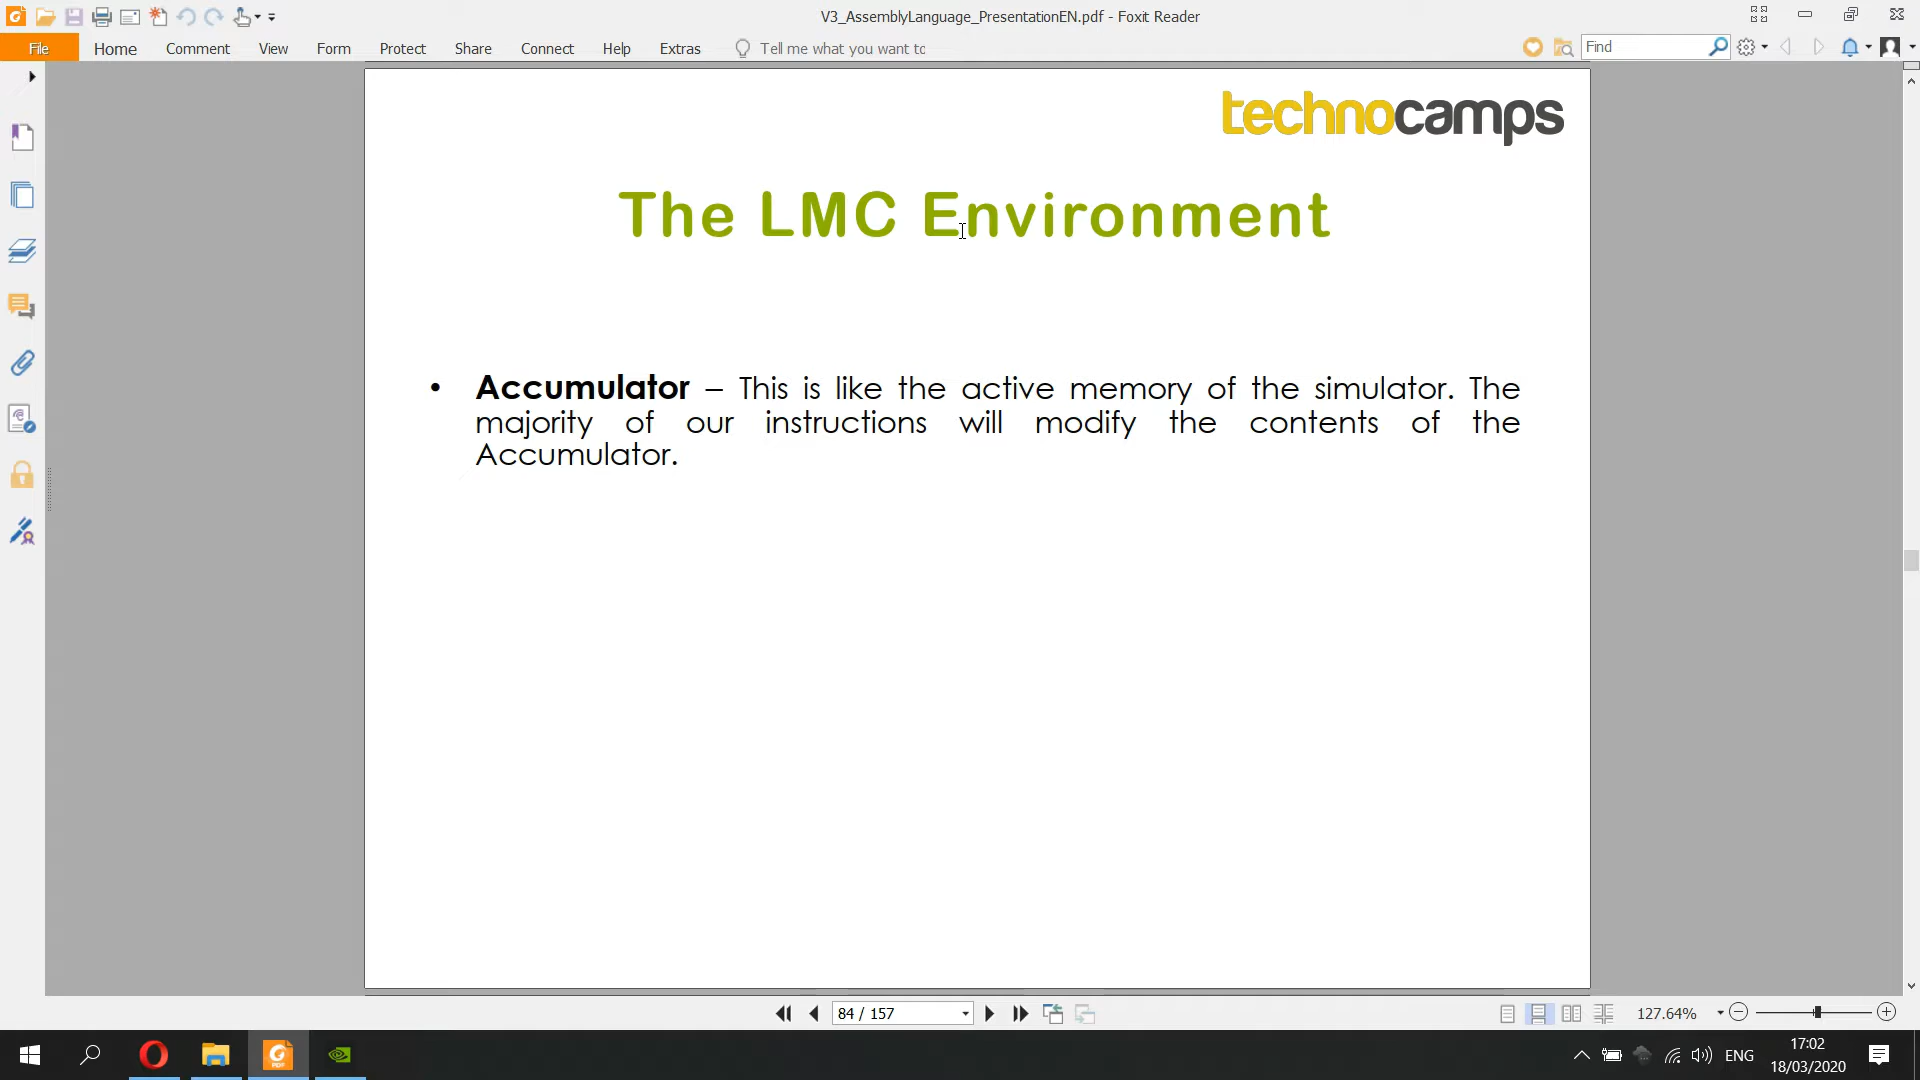 V3_AssemblyLanguage_PresentationEN.pdf - Foxit Reader
File Home Comment View Form Protect Share Connect Help Extras Tell me what you want to Find
technocamps
The LMC Environment
• Accumulator – This is like the active memory of the simulator. The
majority of our instructions will modify the contents of the
Accumulator.
84 / 157
127.64%
ENG
17:02
18/03/2020